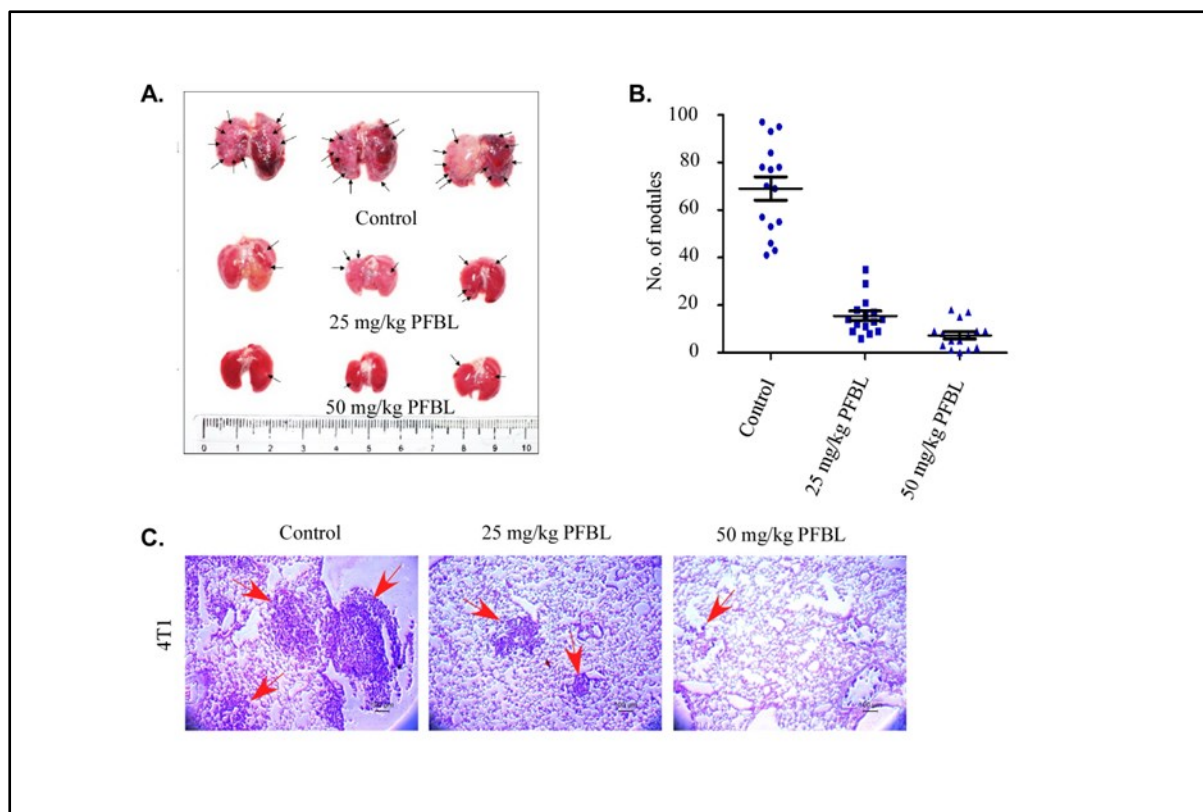 A.
Control
25 mg/kg PFBL
50 mg/kg PFBL
0 1 2 3 4 5 6 7 8 9 10
B.
No. of nodules
100
80
60
40
20
0
Control
25 mg/kg PFBL
50 mg/kg PFBL
C.
Control 25 mg/kg PFBL 50 mg/kg PFBL
4T1